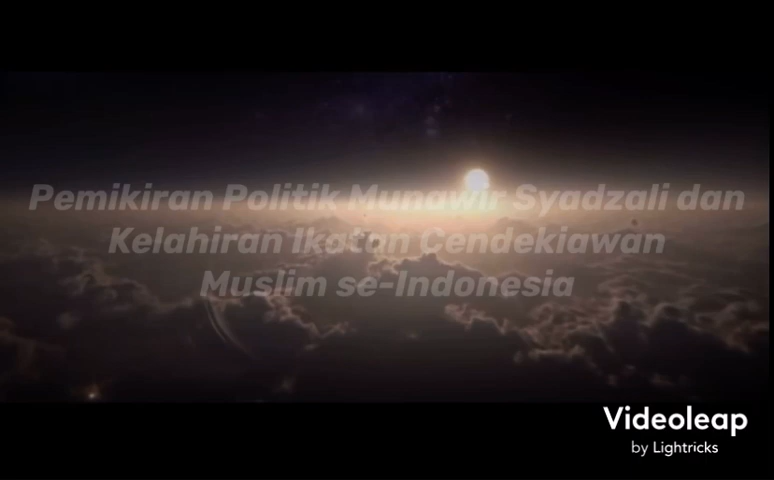 Pemikiran Politik Munawir Syadzali dan
Kelahiran Ikatan Cendekiawan
Muslim se-Indonesia
Videoleap
by Lightricks